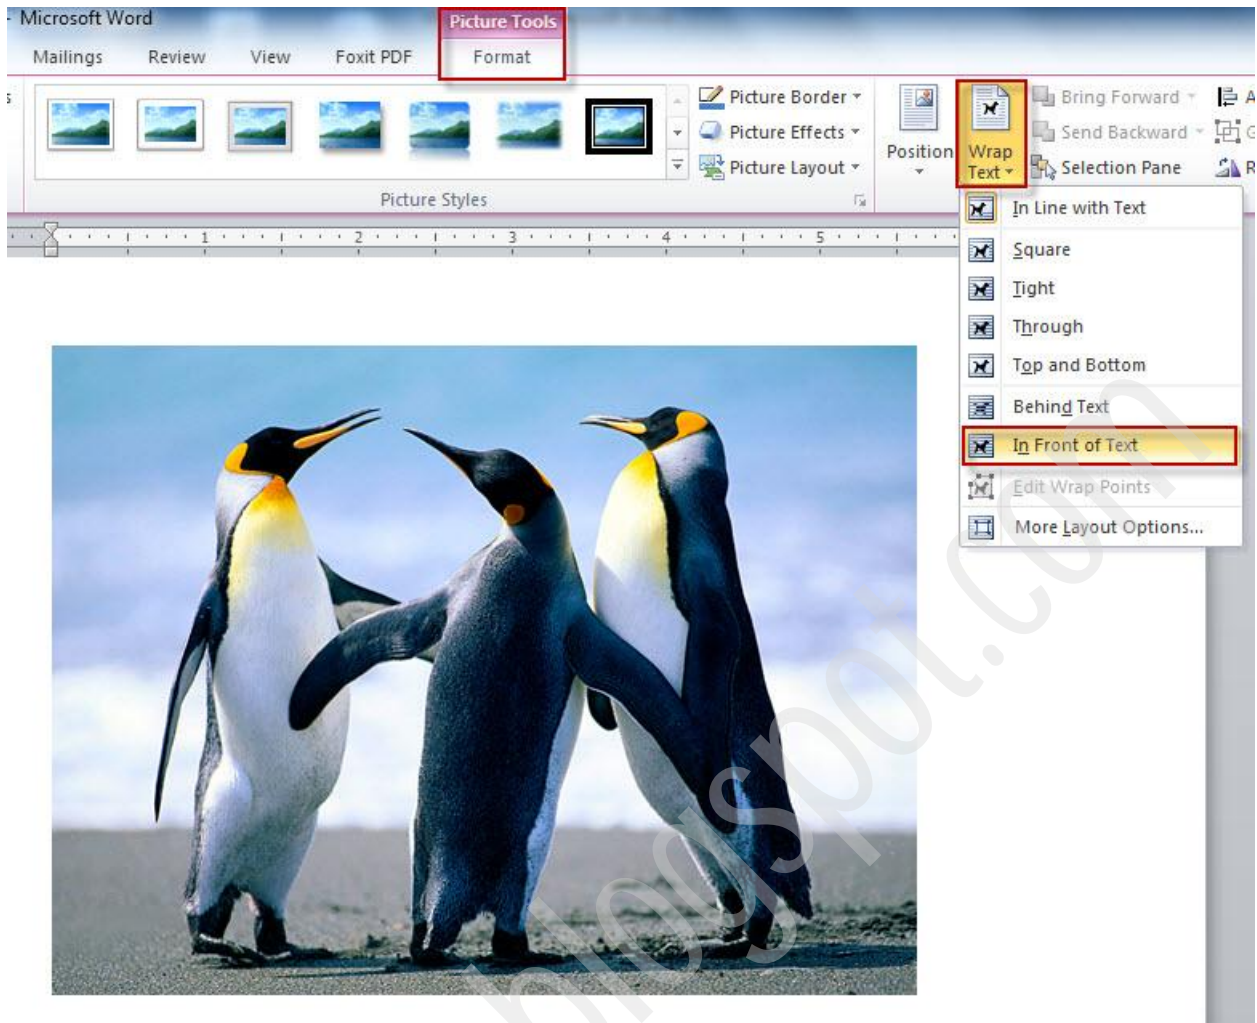 - Microsoft Word
Picture Tools
Mailings Review View Foxit PDF Format
Picture Border
Picture Effects
Picture Layout
Position
Wrap Text
Bring Forward
Send Backward
Selection Pane
Picture Styles
1 2 3 4 5
In Line with Text
Square
Tight
Through
Top and Bottom
Behind Text
In Front of Text
Edit Wrap Points
More Layout Options...
blogspot.com